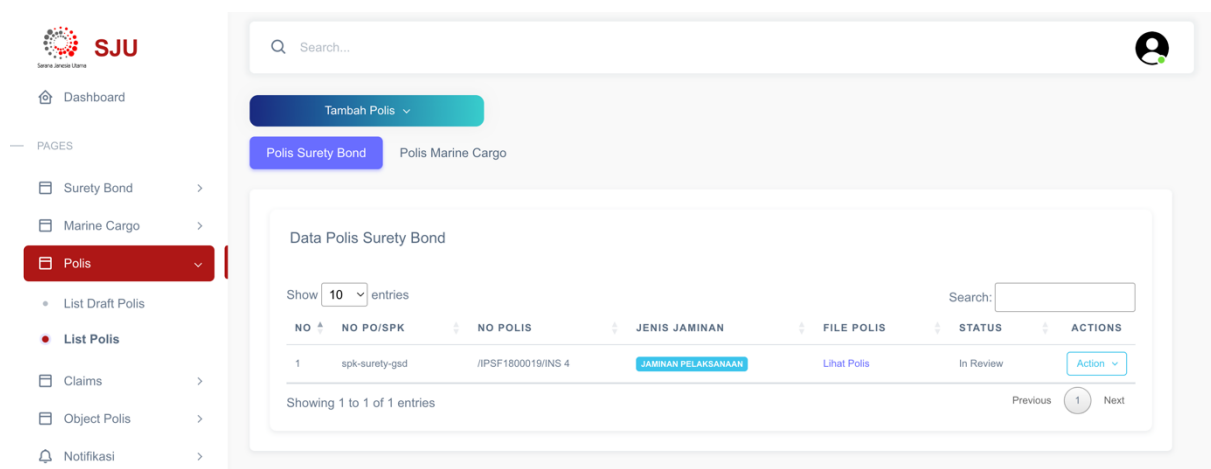 SJU
Sarana Janesia Utama
Dashboard
PAGES
Surety Bond
Marine Cargo
Polis
List Draft Polis
List Polis
Claims
Object Polis
Notifikasi
Search...
Tambah Polis
Polis Surety Bond Polis Marine Cargo
Data Polis Surety Bond
Show 10 entries Search:
NO NO PO/SPK NO POLIS JENIS JAMINAN FILE POLIS STATUS ACTIONS
1 spk-surety-gsd /IPSF1800019/INS 4 JAMINAN PELAKSANAAN Lihat Polis In Review Action
Showing 1 to 1 of 1 entries Previous 1 Next